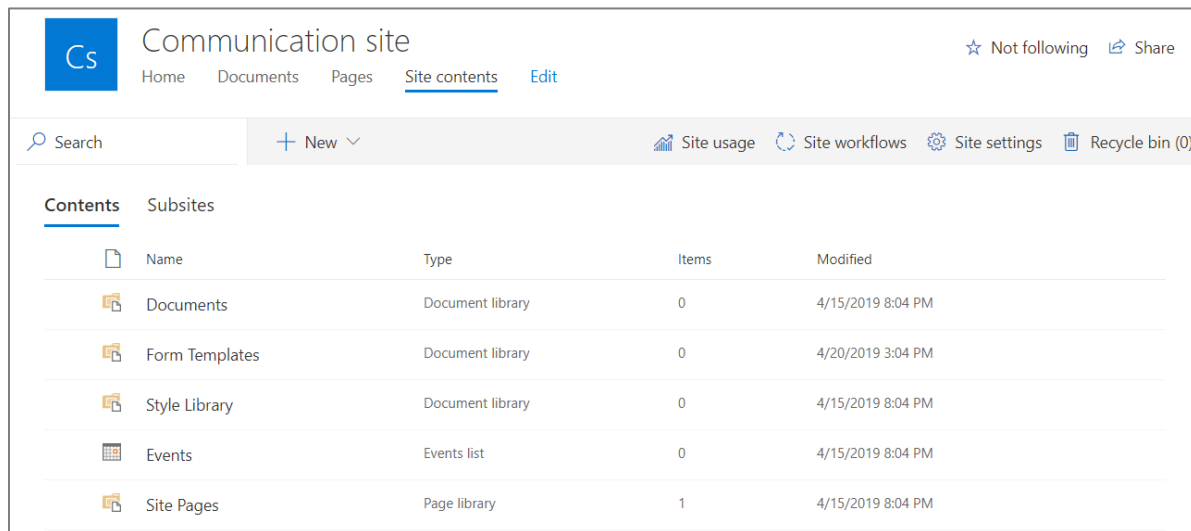 Cs
Communication site
Home Documents Pages Site contents Edit
Not following Share
Search New Site usage Site workflows Site settings Recycle bin (0)
Contents Subsites
Name Type Items Modified
Documents Document library 0 4/15/2019 8:04 PM
Form Templates Document library 0 4/20/2019 3:04 PM
Style Library Document library 0 4/15/2019 8:04 PM
Events Events list 0 4/15/2019 8:04 PM
Site Pages Page library 1 4/15/2019 8:04 PM